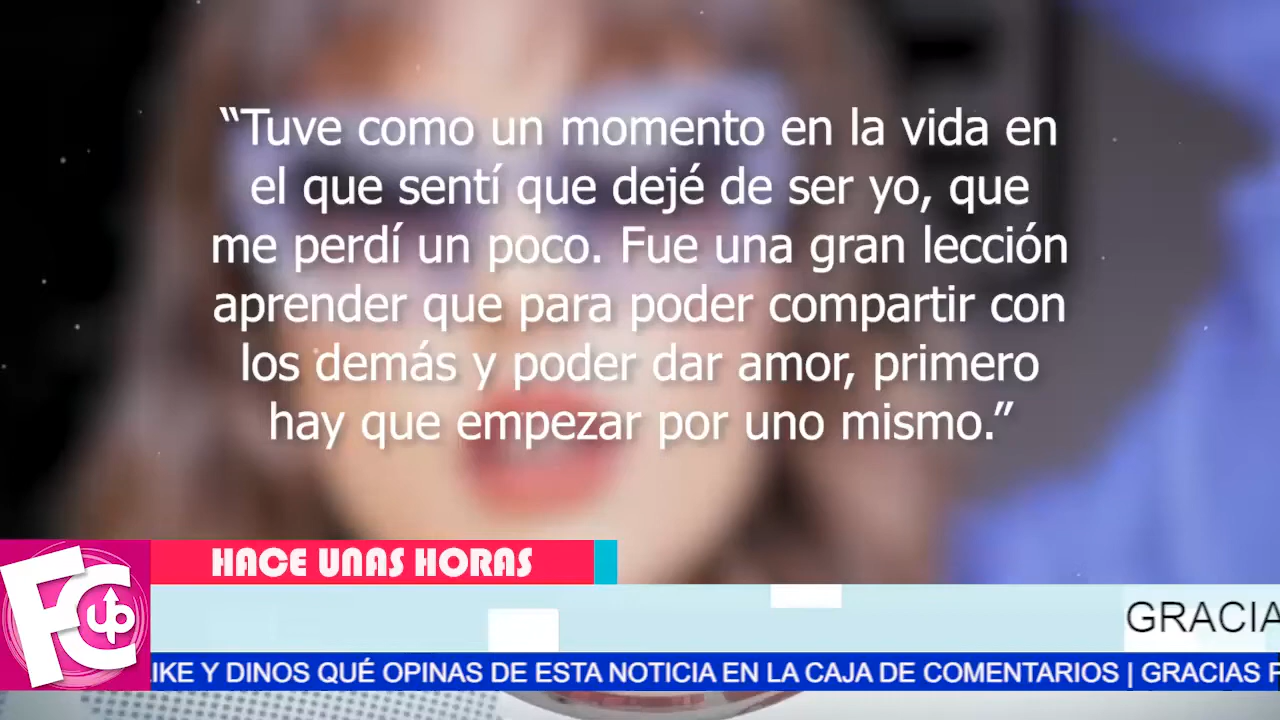 “Tuve como un momento en la vida en
el que sentí que dejé de ser yo, que
me perdí un poco. Fue una gran lección
aprender que para poder compartir con
los demás y poder dar amor, primero
hay que empezar por uno mismo.”
HACE UNAS HORAS
FC up
GRACIA
IKE Y DINOS QUÉ OPINAS DE ESTA NOTICIA EN LA CAJA DE COMENTARIOS | GRACIAS P